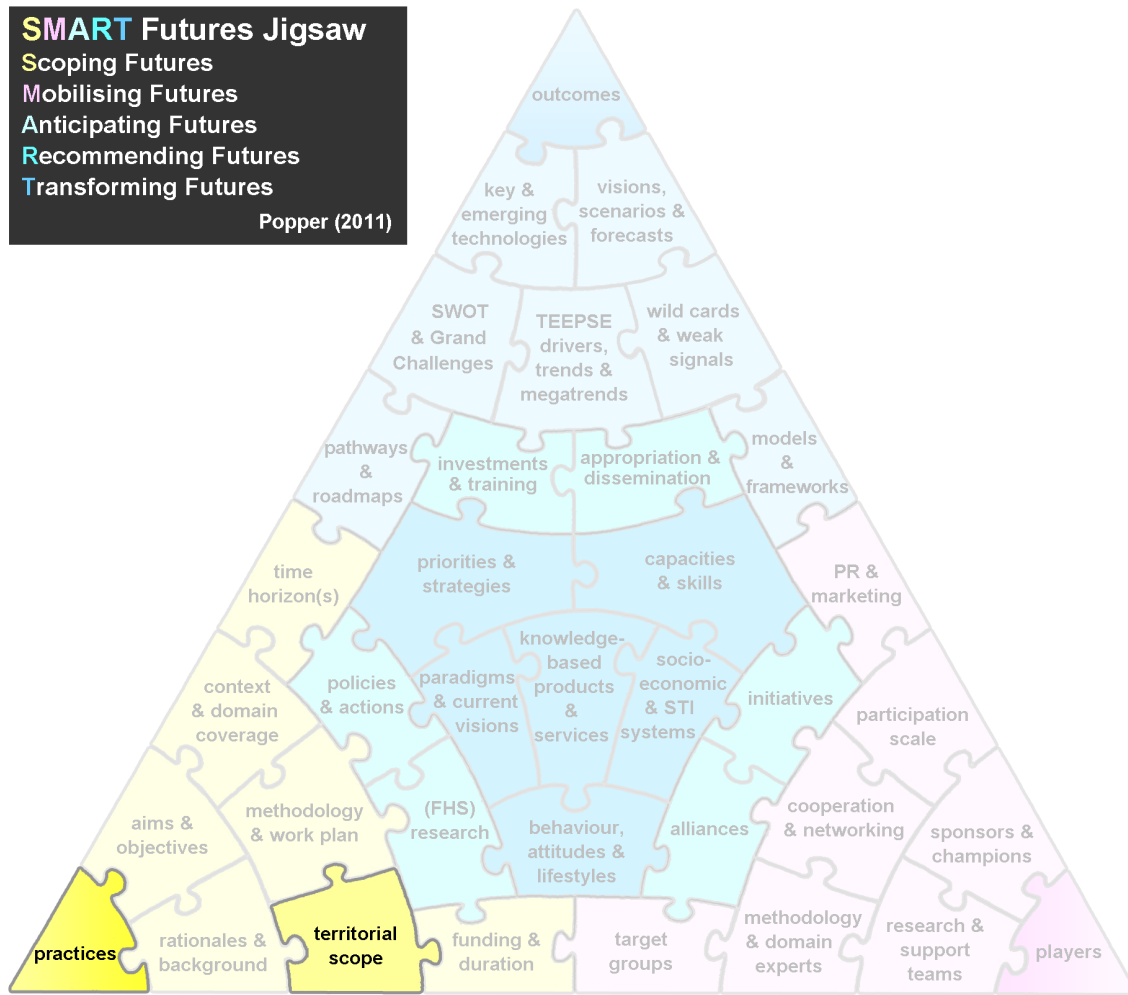 SMART Futures Jigsaw
Scoping Futures
Mobilising Futures
Anticipating Futures
Recommending Futures
Transforming Futures
Popper (2011)
outcomes
key &
emerging
technologies
visions,
scenarios &
forecasts
SWOT
& Grand
Challenges
TEEPSE
drivers,
trends &
megatrends
wild cards
& weak
signals
pathways
&
roadmaps
investments
& training
appropriation &
dissemination
models
&
frameworks
time
horizon(s)
priorities &
strategies
capacities
& skills
PR &
marketing
context
& domain
coverage
policies
& actions
paradigms
& current
visions
knowledge-
based
products
&
services
socio-
economic
& STI
systems
initiatives
participation
scale
aims &
objectives
methodology
& work plan
(FHS)
research
behaviour,
attitudes &
lifestyles
alliances
cooperation
& networking
sponsors &
champions
practices
rationales &
background
territorial
scope
funding &
duration
target
groups
methodology
& domain
experts
research &
support
teams
players